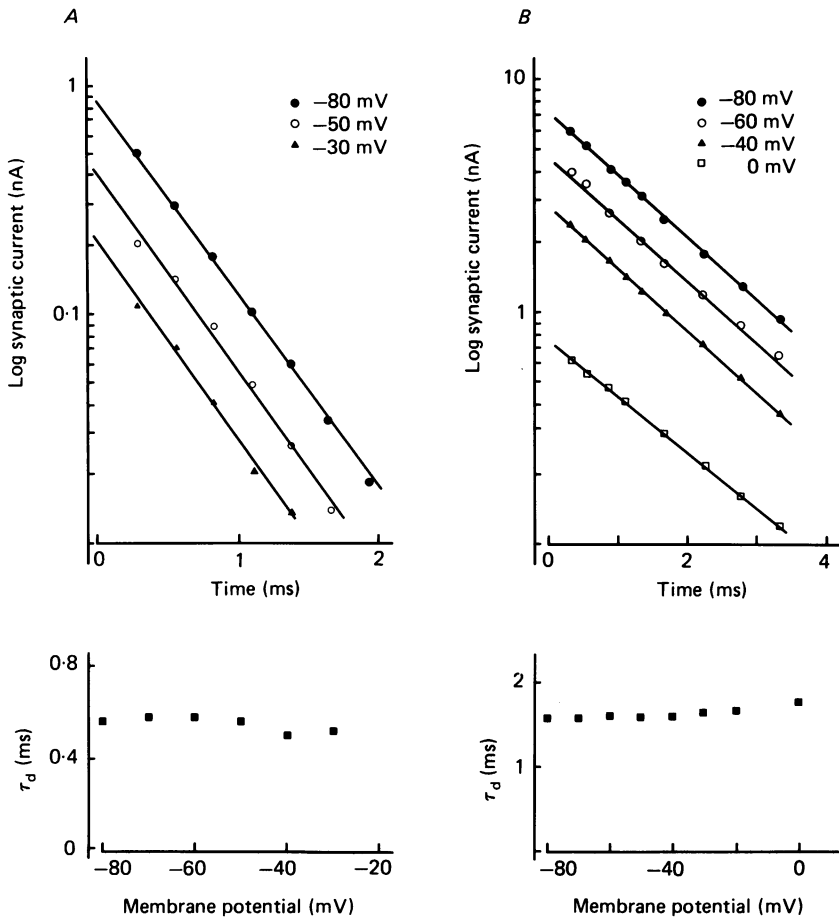 A
Log synaptic current (nA)
1
0·1
−80 mV
−50 mV
−30 mV
0 1 2
Time (ms)
τd (ms)
0·8
0·4
0
−80 −60 −40 −20
Membrane potential (mV)
B
Log synaptic current (nA)
10
1
−80 mV
−60 mV
−40 mV
0 mV
0 2 4
Time (ms)
τd (ms)
2
1
−80 −40 0
Membrane potential (mV)